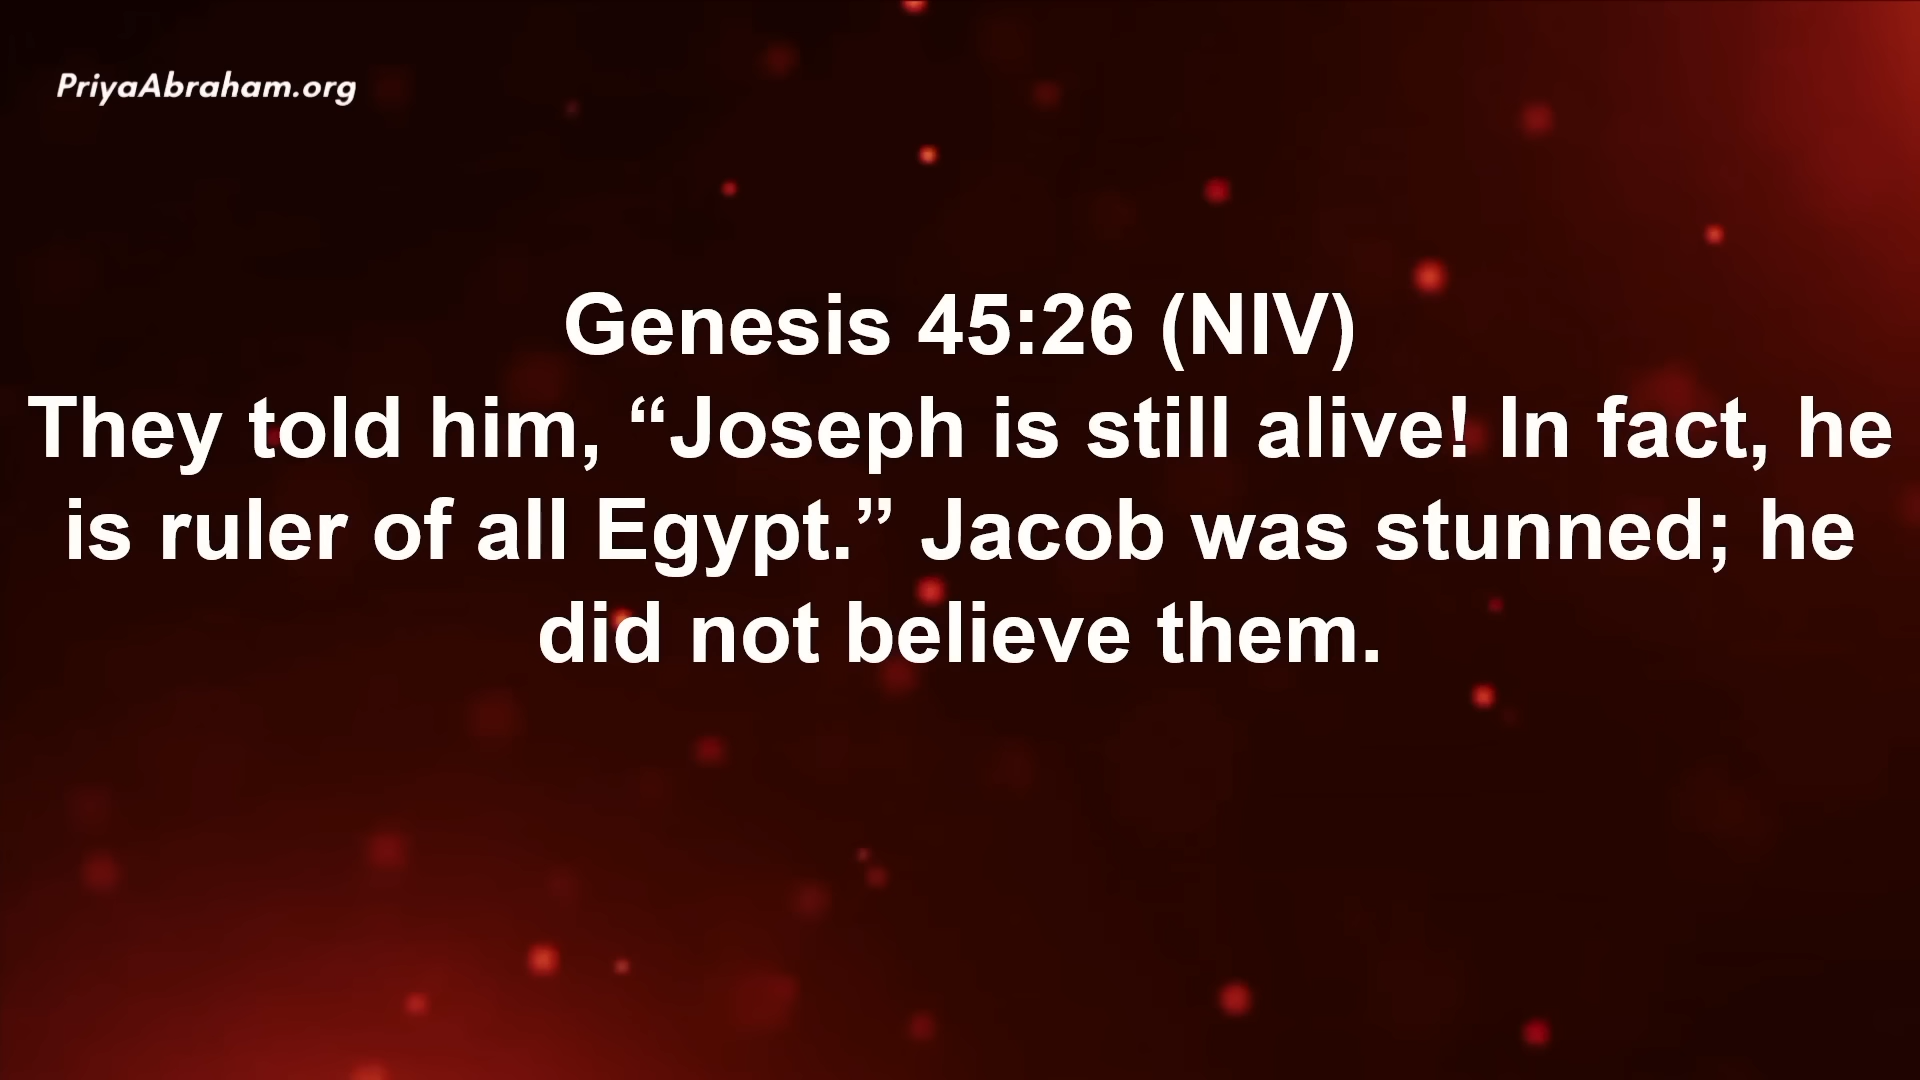 PriyaAbraham.org
Genesis 45:26 (NIV)
They told him, “Joseph is still alive! In fact, he
is ruler of all Egypt.” Jacob was stunned; he
did not believe them.